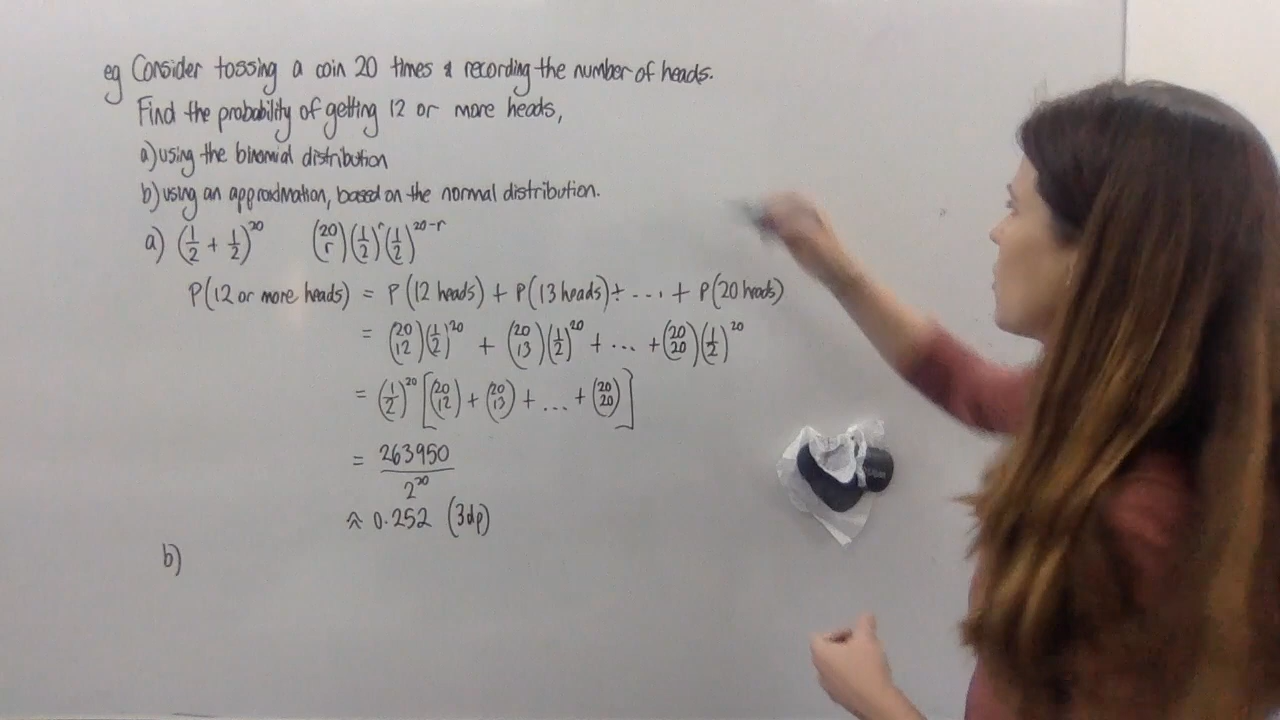 eg Consider tossing a coin 20 times & recording the number of heads.
Find the probability of getting 12 or more heads,
a) using the binomial distribution
b) using an approximation, based on the normal distribution.
a) (1/2 + 1/2)^20 (20 r)(1/2)^r(1/2)^20-r
P(12 or more heads) = P(12 heads) + P(13 heads) + .... + P(20 heads)
= (20 12)(1/2)^20 + (20 13)(1/2)^20 + ... + (20 20)(1/2)^20
= (1/2)^20 [(20 12) + (20 13) + ... + (20 20)]
= 263950/2^20
≈ 0.252 (3dp)
b)